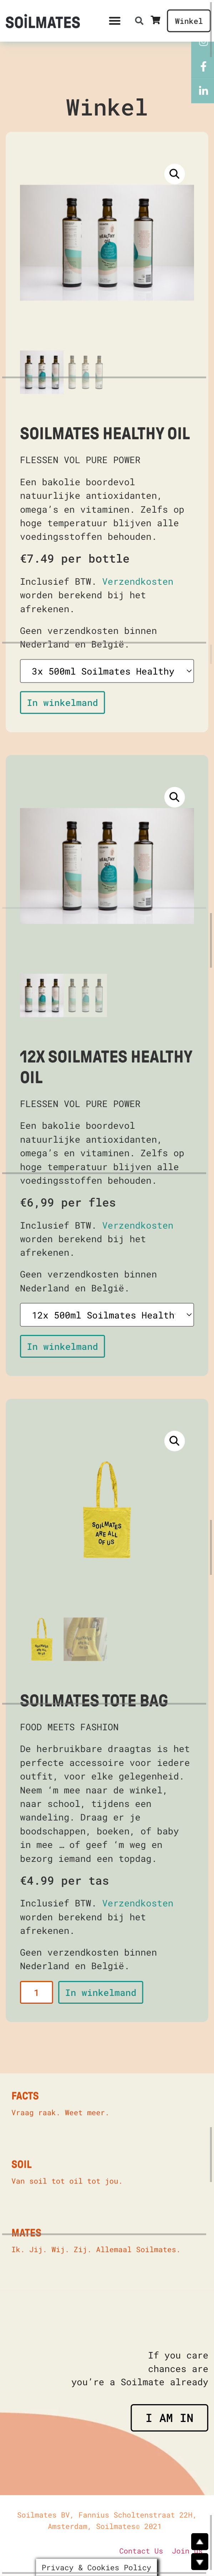 SOILMATES
Winkel
Winkel
HEALTHY OIL
SOILMATES HEALTHY OIL
FLESSEN VOL PURE POWER
Een bakolie boordevol
natuurlijke antioxidanten,
omega’s en vitaminen. Zelfs op
hoge temperatuur blijven alle
voedingsstoffen behouden.
€7.49 per bottle
Inclusief BTW. Verzendkosten
worden berekend bij het
afrekenen.
Geen verzendkosten binnen
Nederland en België.
3x 500ml Soilmates Healthy
In winkelmand
HEALTHY OIL
12X SOILMATES HEALTHY
OIL
FLESSEN VOL PURE POWER
Een bakolie boordevol
natuurlijke antioxidanten,
omega’s en vitaminen. Zelfs op
hoge temperatuur blijven alle
voedingsstoffen behouden.
€6,99 per fles
Inclusief BTW. Verzendkosten
worden berekend bij het
afrekenen.
Geen verzendkosten binnen
Nederland en België.
12x 500ml Soilmates Health
In winkelmand
SOILMATES
ARE ALL
OF US
SOILMATES TOTE BAG
FOOD MEETS FASHION
De herbruikbare draagtas is het
perfecte accessoire voor iedere
outfit, voor elke gelegenheid.
Neem ‘m mee naar de winkel,
naar school, tijdens een
wandeling. Draag er je
boodschappen, boeken, of baby
in mee … of geef ‘m weg en
bezorg iemand een topdag.
€4.99 per tas
Inclusief BTW. Verzendkosten
worden berekend bij het
afrekenen.
Geen verzendkosten binnen
Nederland en België.
1 In winkelmand
FACTS
Vraag raak. Weet meer.
SOIL
Van soil tot oil tot jou.
MATES
Ik. Jij. Wij. Zij. Allemaal Soilmates.
If you care
chances are
you’re a Soilmate already
I AM IN
Soilmates BV, Fannius Scholtenstraat 22H,
Amsterdam, Soilmates© 2021
Contact Us Join
Privacy & Cookies Policy